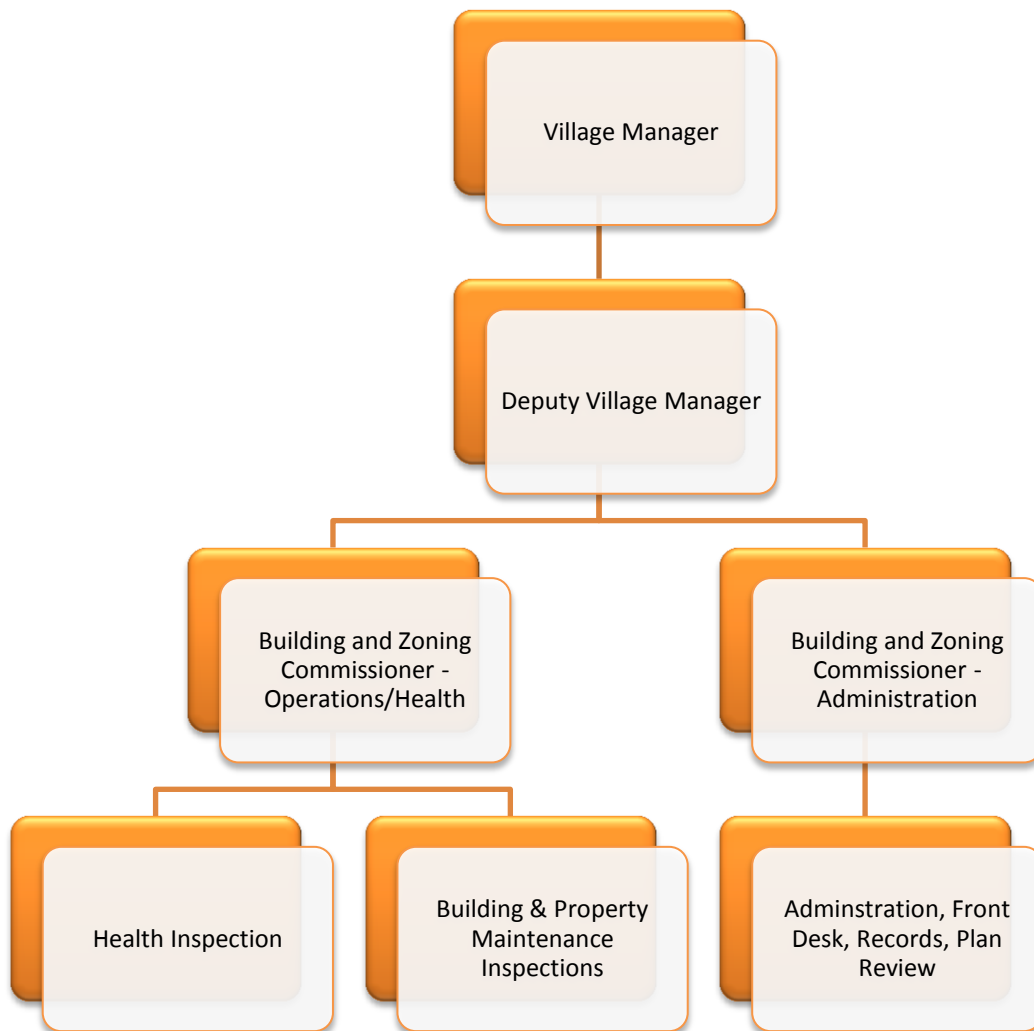 Village Manager
Deputy Village Manager
Building and Zoning
Commissioner -
Operations/Health
Building and Zoning
Commissioner -
Administration
Health Inspection
Building & Property
Maintenance
Inspections
Adminstration, Front
Desk, Records, Plan
Review